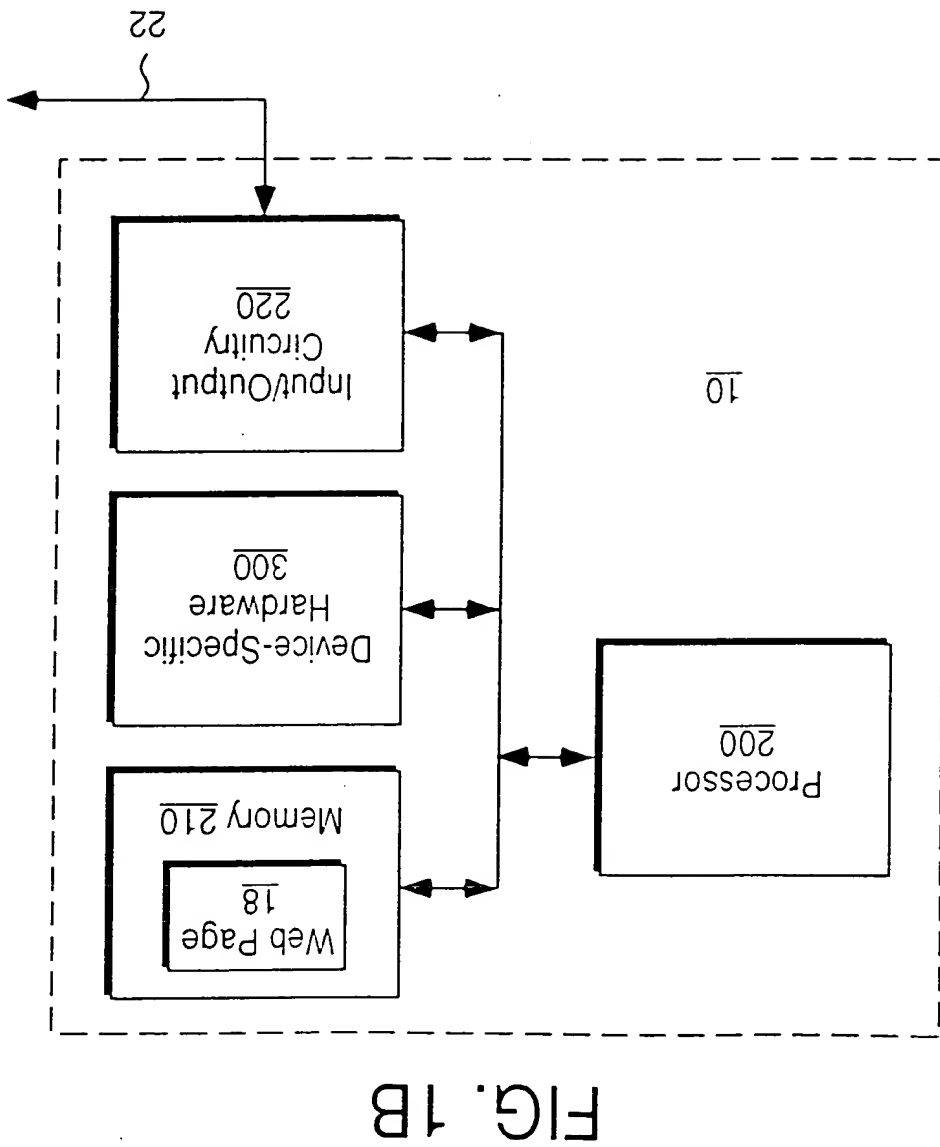 FIG. 1B
Web Page
18
Memory 210
Processor
200
Device-Specific
Hardware
300
10
Input/Output
Circuitry
220
22